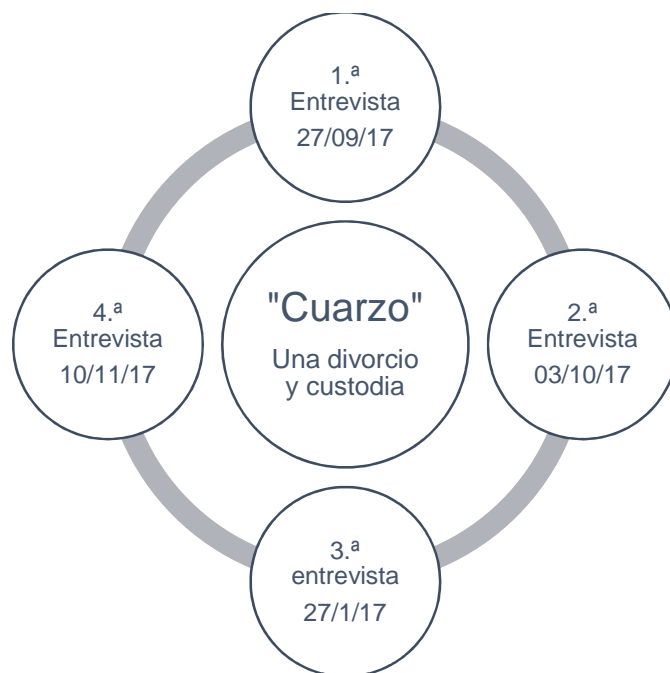 1.ª
Entrevista
27/09/17
"Cuarzo"
Una divorcio
y custodia
2.ª
Entrevista
03/10/17
3.ª
entrevista
27/1/17
4.ª
Entrevista
10/11/17